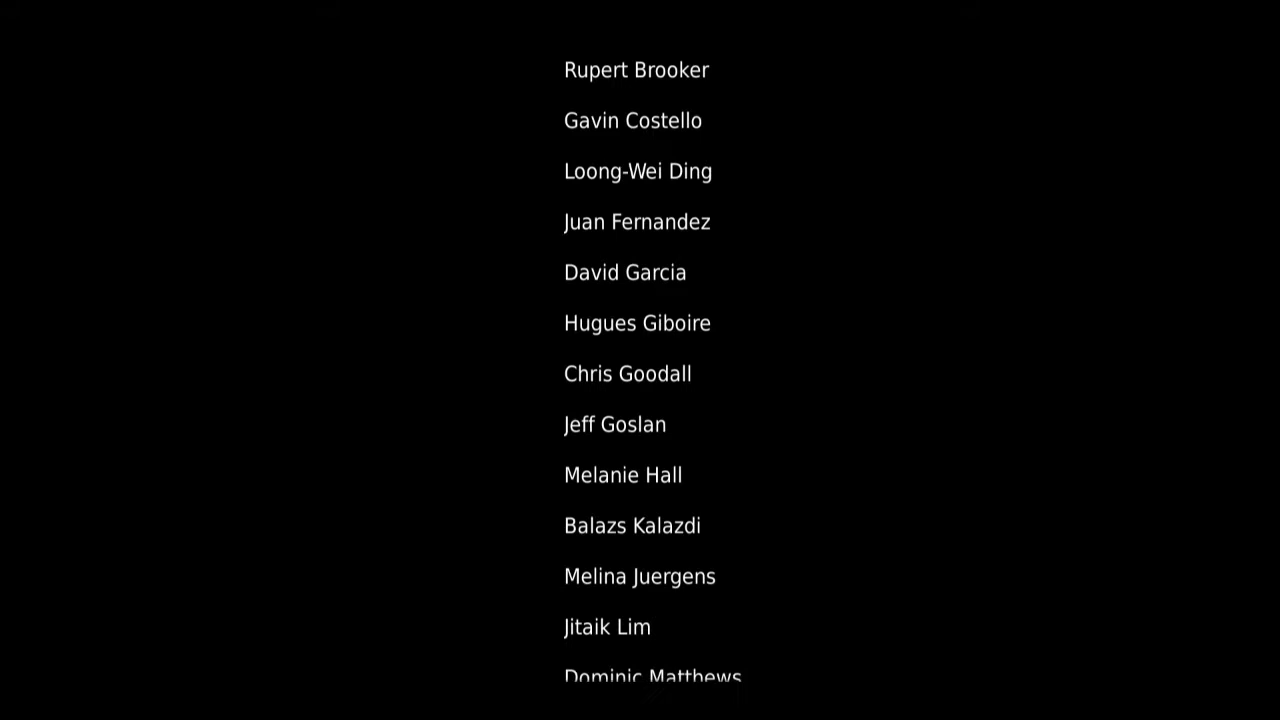 Rupert Brooker
Gavin Costello
Loong-Wei Ding
Juan Fernandez
David Garcia
Hugues Giboire
Chris Goodall
Jeff Goslan
Melanie Hall
Balazs Kalazdi
Melina Juergens
Jitaik Lim
Dominic Matthews